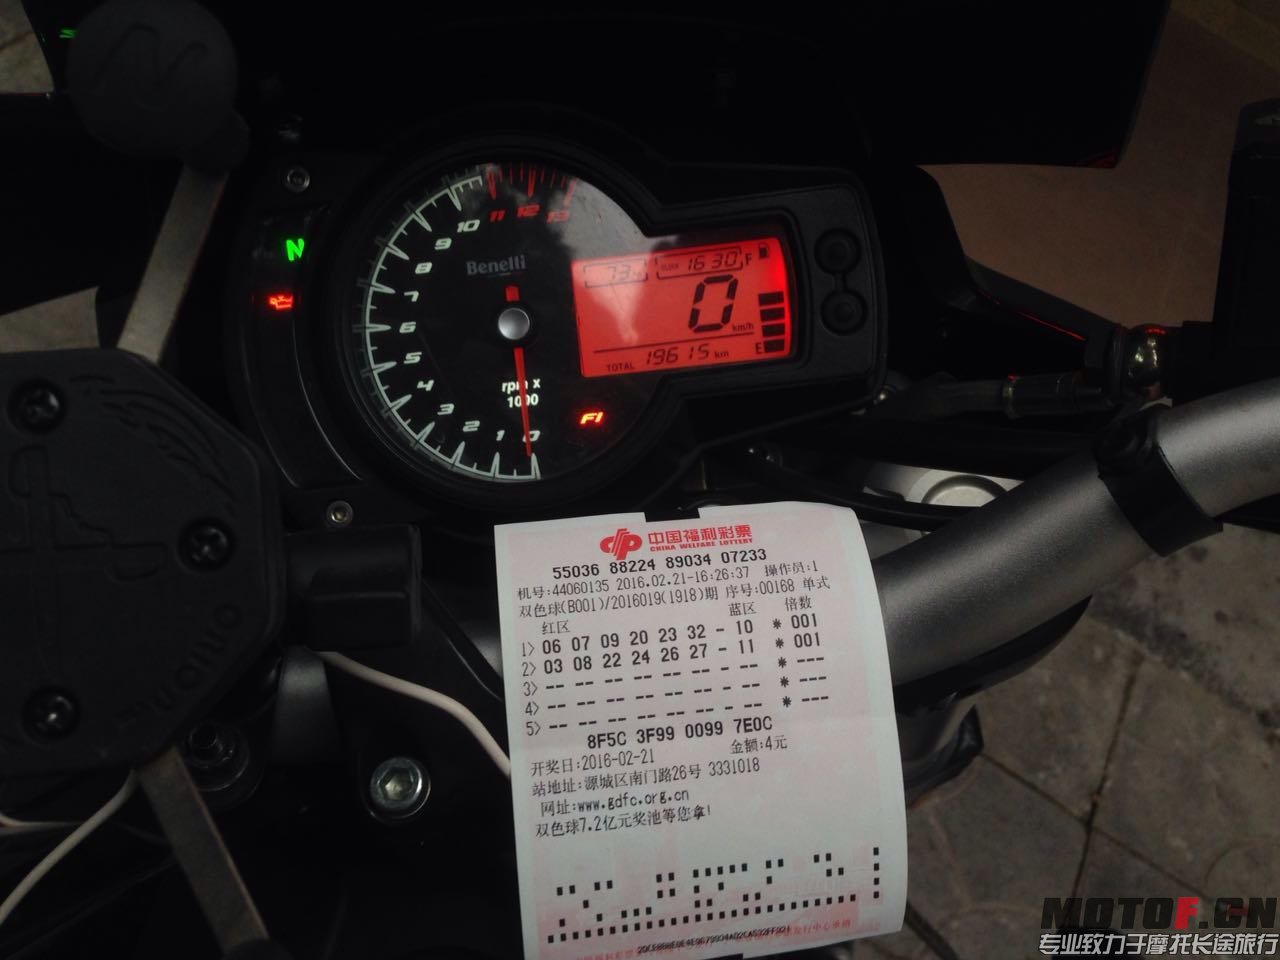 N
13
12
11
10
9
8
7
6
5
4
3
2
1
0
Benelli
rpm x
1000
FI
73
1630
F
0
km/h
E
TOTAL 19615 km
中国福利彩票
CHINA WELFARE LOTTERY
55036 88224 89034 07233
机号:44060135 2016.02.21-16:26:37 操作员:1
双色球(B001)/2016019(1918)期 序号:00168 单式
红区 蓝区 倍数
1> 06 07 09 20 23 32 - 10 * 001
2> 03 08 22 24 26 27 - 11 * 001
3> -- -- -- -- -- -- - -- * ---
4> -- -- -- -- -- -- - -- * ---
5> -- -- -- -- -- -- - -- * ---
8F5C 3F99 0099 7E0C
开奖日:2016-02-21 金额:4元
站地址:源城区南门路26号 3331018
网址:www.gdfc.org.cn
双色球7.2亿元奖池等您拿!
MOTOF.CN
专业致力于摩托长途旅行